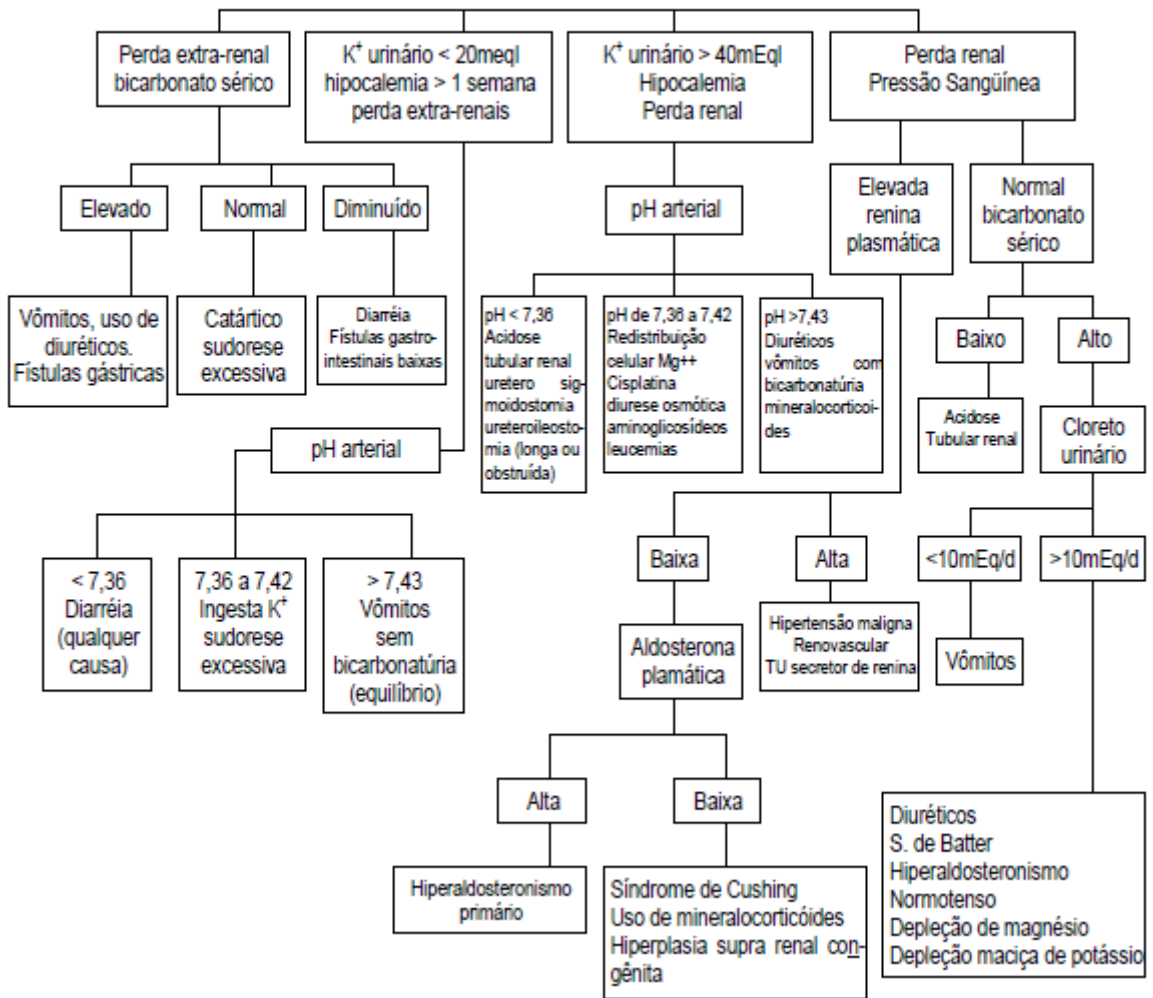 Perda extra-renal
bicarbonato sérico
K+ urinário < 20meql
hipocalemia > 1 semana
perda extra-renais
K+ urinário > 40mEql
Hipocalemia
Perda renal
Perda renal
Pressão Sangüínea
Elevado
Normal
Diminuído
pH arterial
Elevada
renina
plasmática
Normal
bicarbonato
sérico
Vômitos, uso de
diuréticos.
Fístulas gástricas
Catártico
sudorese
excessiva
Diarréia
Fístulas gastro-
intestinais baixas
pH < 7,36
Acidose
tubular renal
uretero sig-
moidostomia
ureteroileosto-
mia (longa ou
obstruída)
pH de 7,36 a 7,42
Redistribuição
celular Mg++
Cisplatina
diurese osmótica
aminoglicosídeos
leucemias
pH >7,43
Diuréticos
vômitos com
bicarbonatúria
mineralocorticoi-
des
Baixo
Alto
Acidose
Tubular renal
Cloreto
urinário
pH arterial
< 7,36
Diarréia
(qualquer
causa)
7,36 a 7,42
Ingesta K+
sudorese
excessiva
> 7,43
Vômitos
sem
bicarbonatúria
(equilíbrio)
Baixa
Alta
<10mEq/d
>10mEq/d
Aldosterona
plamática
Hipertensão maligna
Renovascular
TU secretor de renina
Vômitos
Alta
Baixa
Hiperaldosteronismo
primário
Síndrome de Cushing
Uso de mineralocorticóides
Hiperplasia supra renal con-
gênita
Diuréticos
S. de Batter
Hiperaldosteronismo
Normotenso
Depleção de magnésio
Depleção maciça de potássio